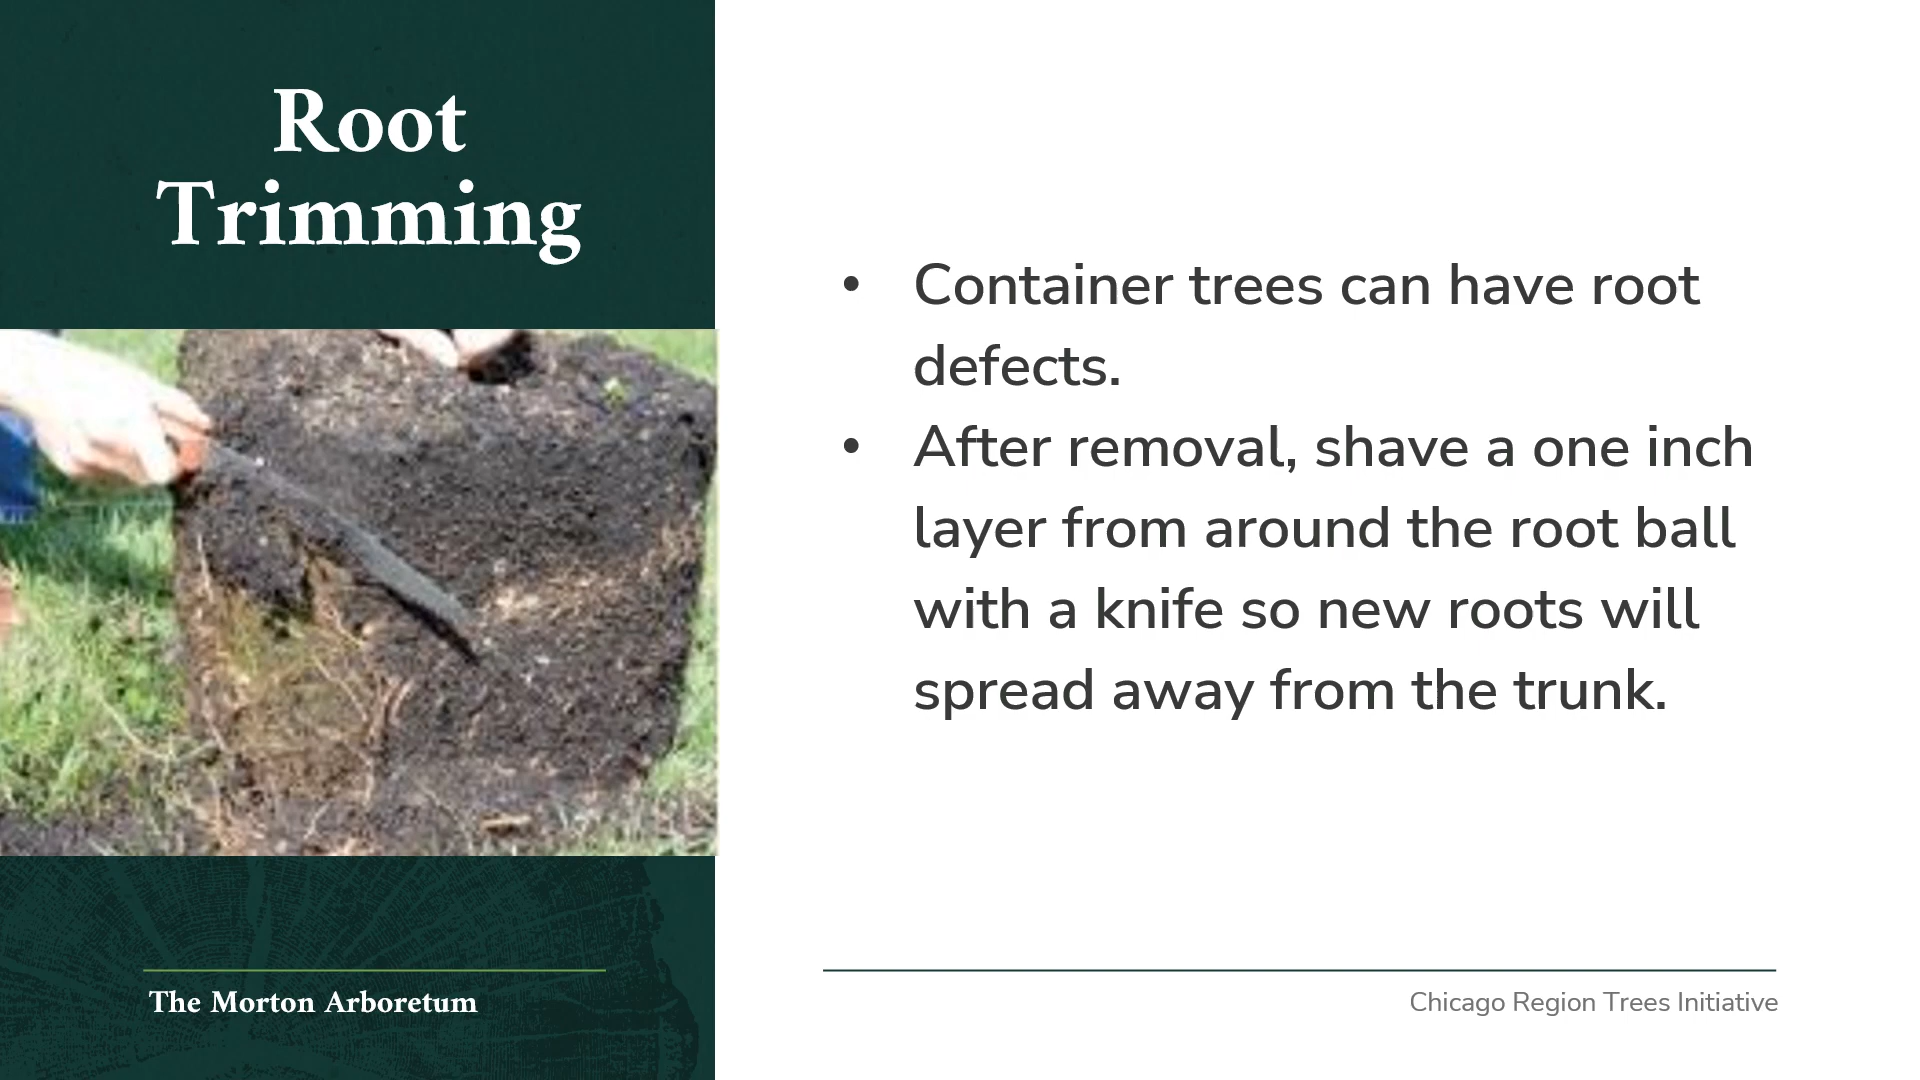 Root
Trimming
• Container trees can have root
defects.
• After removal, shave a one inch
layer from around the root ball
with a knife so new roots will
spread away from the trunk.
The Morton Arboretum
Chicago Region Trees Initiative